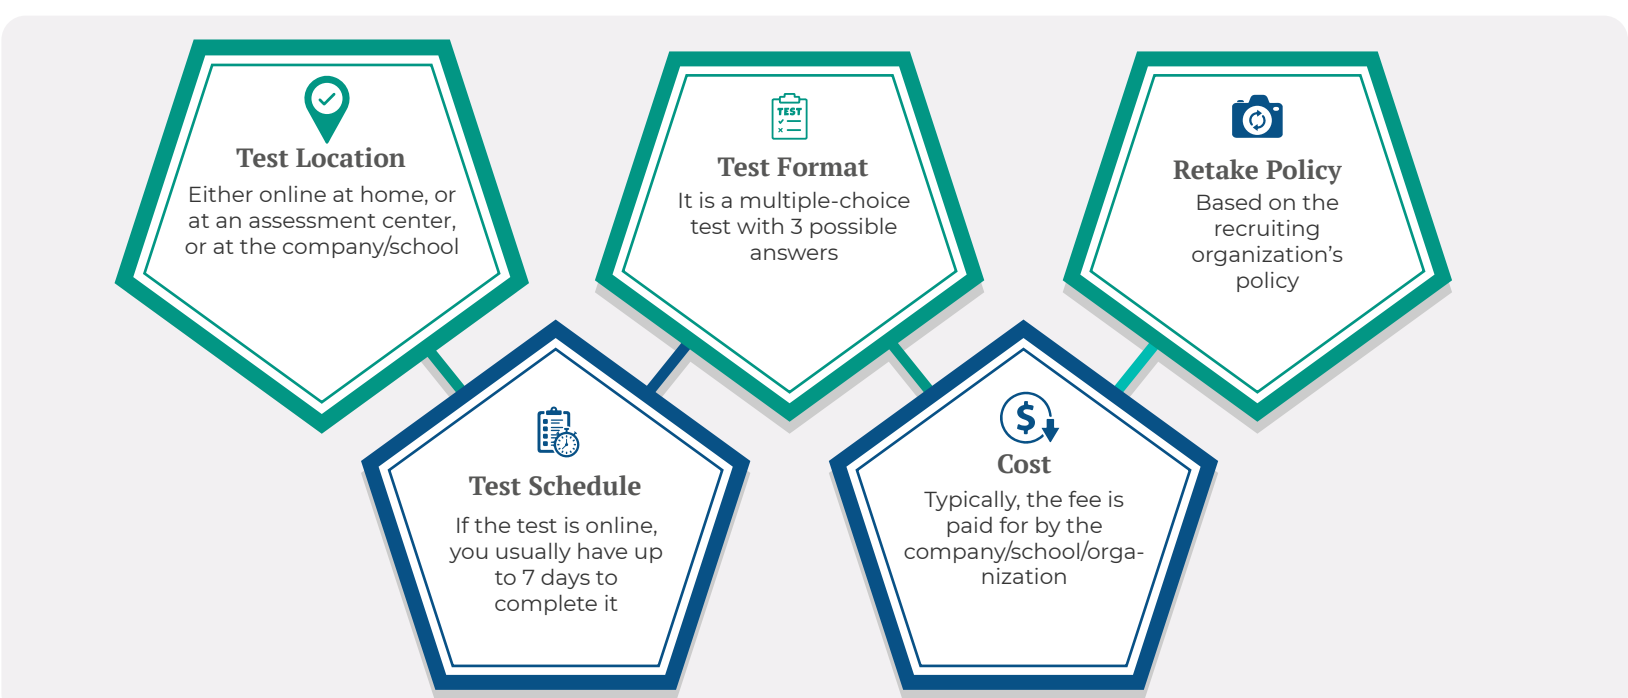 Test Location
Either online at home, or
at an assessment center,
or at the company/school
TEST
Test Format
It is a multiple-choice
test with 3 possible
answers
Retake Policy
Based on the
recruiting
organization’s
policy
Test Schedule
If the test is online,
you usually have up
to 7 days to
complete it
$
Cost
Typically, the fee is
paid for by the
company/school/orga-
nization